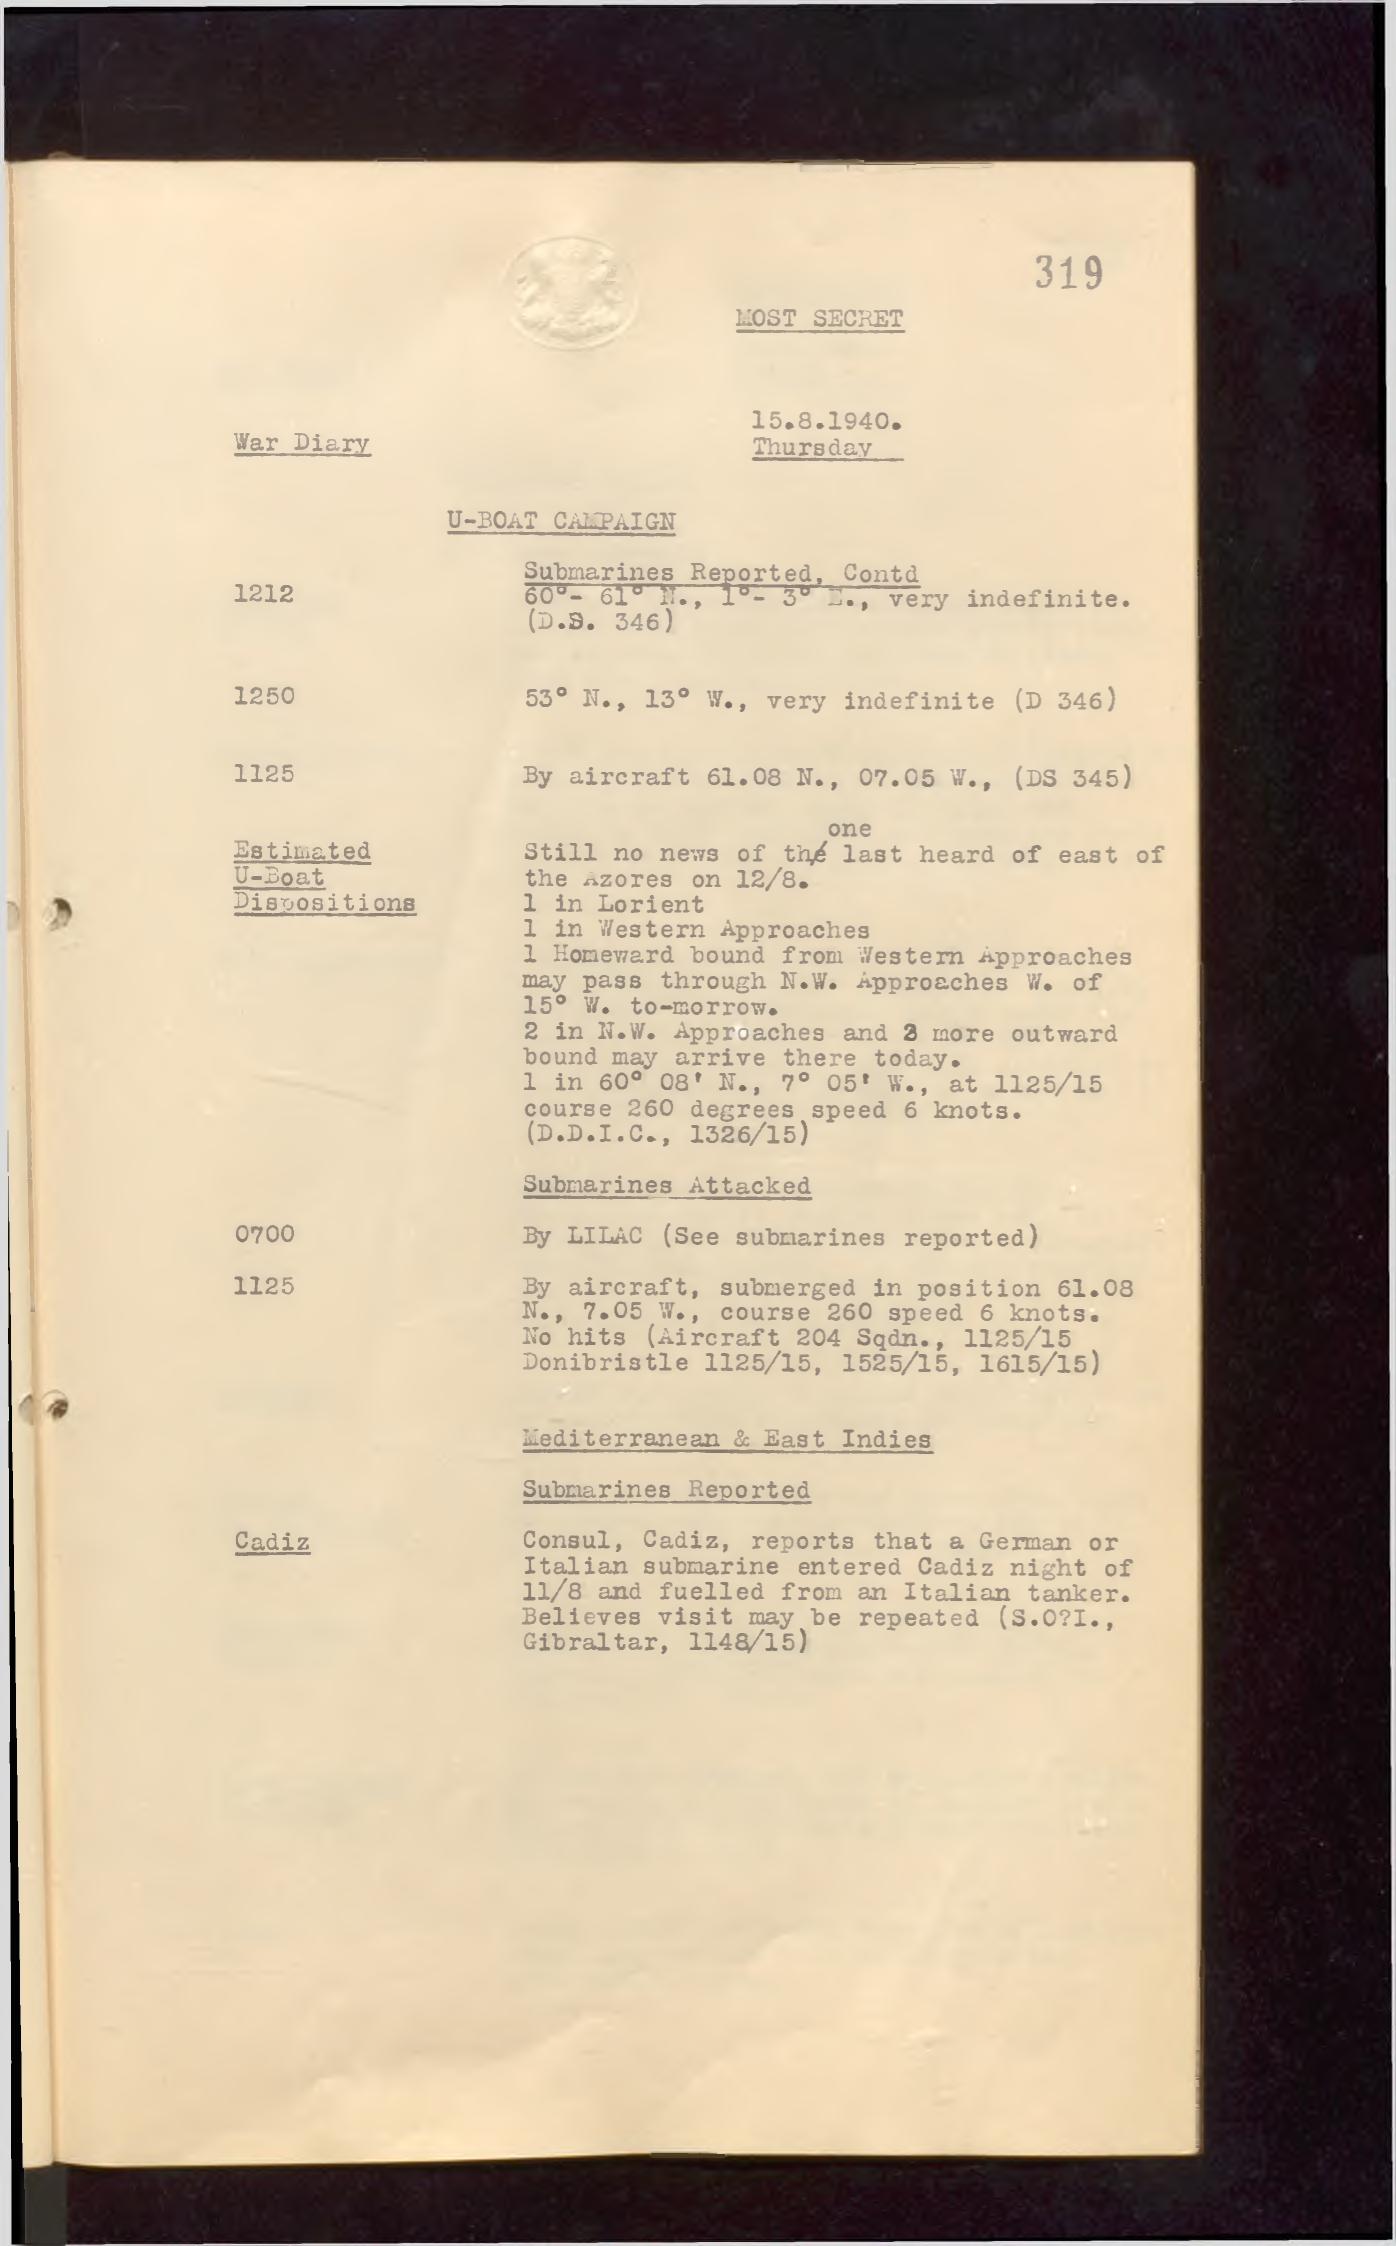 319
MOST SECRET
15.8.1940.
War Diary
Thursday
U-BOAT CAMPAIGN
Submarines Reported, Contd
1212 60°- 61° N., 1°- 3° E., very indefinite.
(D.S. 346)
1250 53° N., 13° W., very indefinite (D 346)
1125 By aircraft 61.08 N., 07.05 W., (DS 345)
one
Estimated Still no news of the last heard of east of
U-Boat the Azores on 12/8.
Dispositions 1 in Lorient
1 in Western Approaches
1 Homeward bound from Western Approaches
may pass through N.W. Approaches W. of
15° W. to-morrow.
2 in N.W. Approaches and more outward
bound may arrive there today.
1 in 60° 08' N., 7° 05' W., at 1125/15
course 260 degrees speed 6 knots.
(D.D.I.C., 1326/15)
Submarines Attacked
0700 By LILAC (See submarines reported)
1125 By aircraft, submerged in position 61.08
N., 7.05 W., course 260 speed 6 knots.
No hits (Aircraft 204 Sqdn., 1125/15
Donibristle 1125/15, 1525/15, 1615/15)
Mediterranean & East Indies
Submarines Reported
Cadiz Consul, Cadiz, reports that a German or
Italian submarine entered Cadiz night of
11/8 and fuelled from an Italian tanker.
Believes visit may be repeated (S.O?I.,
Gibraltar, 1148/15)